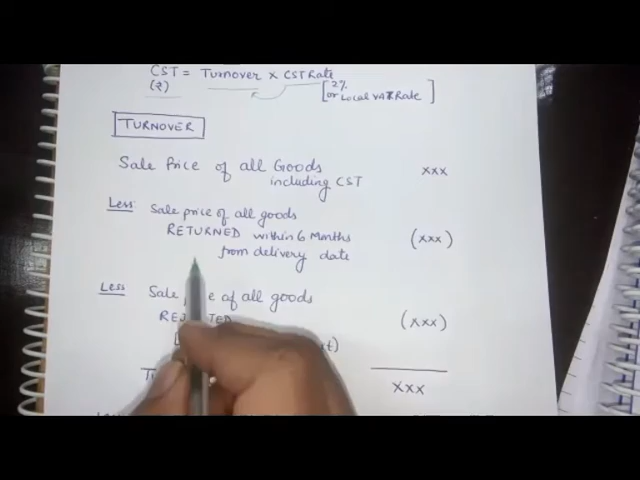 CST = Turnover x CST Rate
(₹) [2% or Local VAT Rate]
TURNOVER
Sale Price of all Goods including CST xxx
Less: Sale price of all goods
RETURNED within 6 Months (xxx)
from delivery date
Less Sale of all goods
(xxx)
xxx